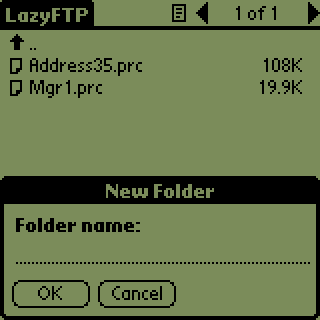 LazyFTP 1 of 1
..
Address35.prc 108K
Mgr1.prc 19.9K
New Folder
Folder name:
OK Cancel